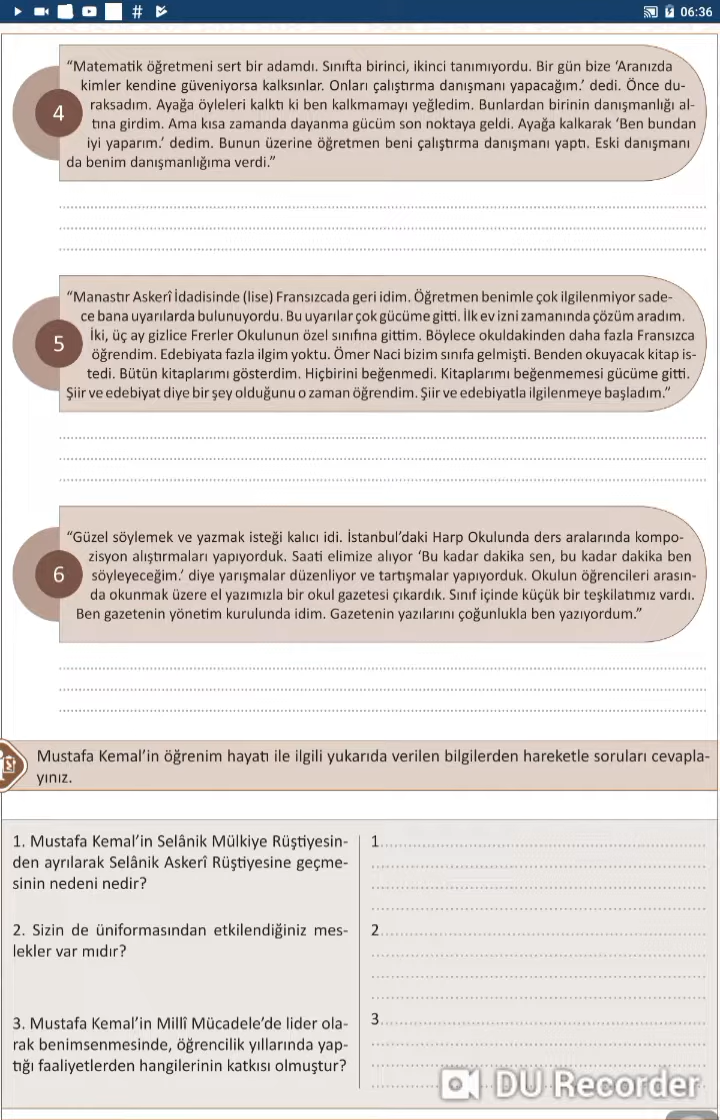 06:36
“Matematik öğretmeni sert bir adamdı. Sınıfta birinci, ikinci tanımıyordu. Bir gün bize ‘Aranızda
kimler kendine güveniyorsa kalksınlar. Onları çalıştırma danışmanı yapacağım.’ dedi. Önce du-
raksadım. Ayağa öyleleri kalktı ki ben kalkmamayı yeğledim. Bunlardan birinin danışmanlığı al-
4
tına girdim. Ama kısa zamanda dayanma gücüm son noktaya geldi. Ayağa kalkarak ‘Ben bundan
iyi yaparım.’ dedim. Bunun üzerine öğretmen beni çalıştırma danışmanı yaptı. Eski danışmanı
da benim danışmanlığıma verdi.”
“Manastır Askerî İdadisinde (lise) Fransızcada geri idim. Öğretmen benimle çok ilgilenmiyor sade-
ce bana uyarılarda bulunuyordu. Bu uyarılar çok gücüme gitti. İlk ev izni zamanında çözüm aradım.
İki, üç ay gizlice Frerler Okulunun özel sınıfına gittim. Böylece okuldakinden daha fazla Fransızca
5
öğrendim. Edebiyata fazla ilgim yoktu. Ömer Naci bizim sınıfa gelmişti. Benden okuyacak kitap is-
tedi. Bütün kitaplarımı gösterdim. Hiçbirini beğenmedi. Kitaplarımı beğenmemesi gücüme gitti.
Şiir ve edebiyat diye bir şey olduğunu o zaman öğrendim. Şiir ve edebiyatla ilgilenmeye başladım.”
“Güzel söylemek ve yazmak isteği kalıcı idi. İstanbul’daki Harp Okulunda ders aralarında kompo-
zisyon alıştırmaları yapıyorduk. Saati elimize alıyor ‘Bu kadar dakika sen, bu kadar dakika ben
6
söyleyeceğim.’ diye yarışmalar düzenliyor ve tartışmalar yapıyorduk. Okulun öğrencileri arasın-
da okunmak üzere el yazımızla bir okul gazetesi çıkardık. Sınıf içinde küçük bir teşkilatımız vardı.
Ben gazetenin yönetim kurulunda idim. Gazetenin yazılarını çoğunlukla ben yazıyordum.”
Mustafa Kemal’in öğrenim hayatı ile ilgili yukarıda verilen bilgilerden hareketle soruları cevapla-
yınız.
1. Mustafa Kemal’in Selânik Mülkiye Rüştiyesin-
den ayrılarak Selânik Askerî Rüştiyesine geçme-
sinin nedeni nedir?
2. Sizin de üniformasından etkilendiğiniz mes-
lekler var mıdır?
3. Mustafa Kemal’in Millî Mücadele’de lider ola-
rak benimsenmesinde, öğrencilik yıllarında yap-
tığı faaliyetlerden hangilerinin katkısı olmuştur?
1
2
3
DU Recorder